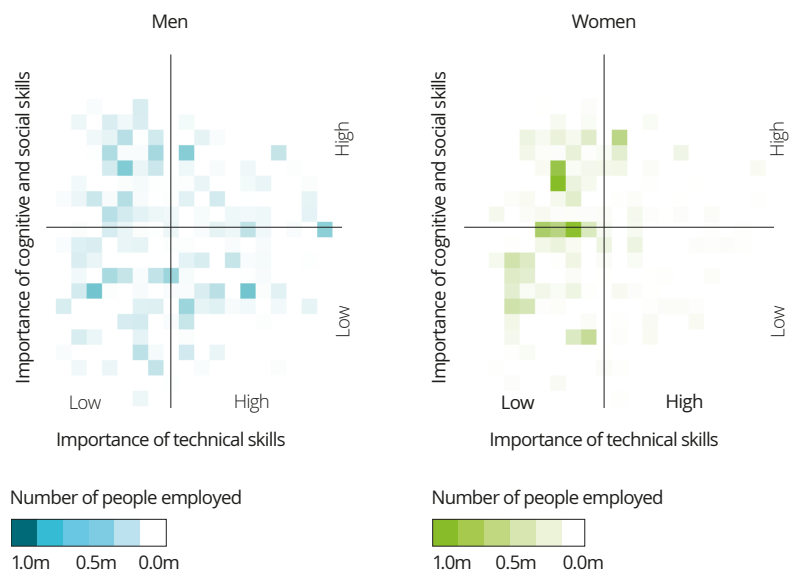 Men
Importance of cognitive and social skills
High
Low
Low
High
Importance of technical skills
Number of people employed
1.0m 0.5m 0.0m
Women
Importance of cognitive and social skills
High
Low
Low
High
Importance of technical skills
Number of people employed
1.0m 0.5m 0.0m